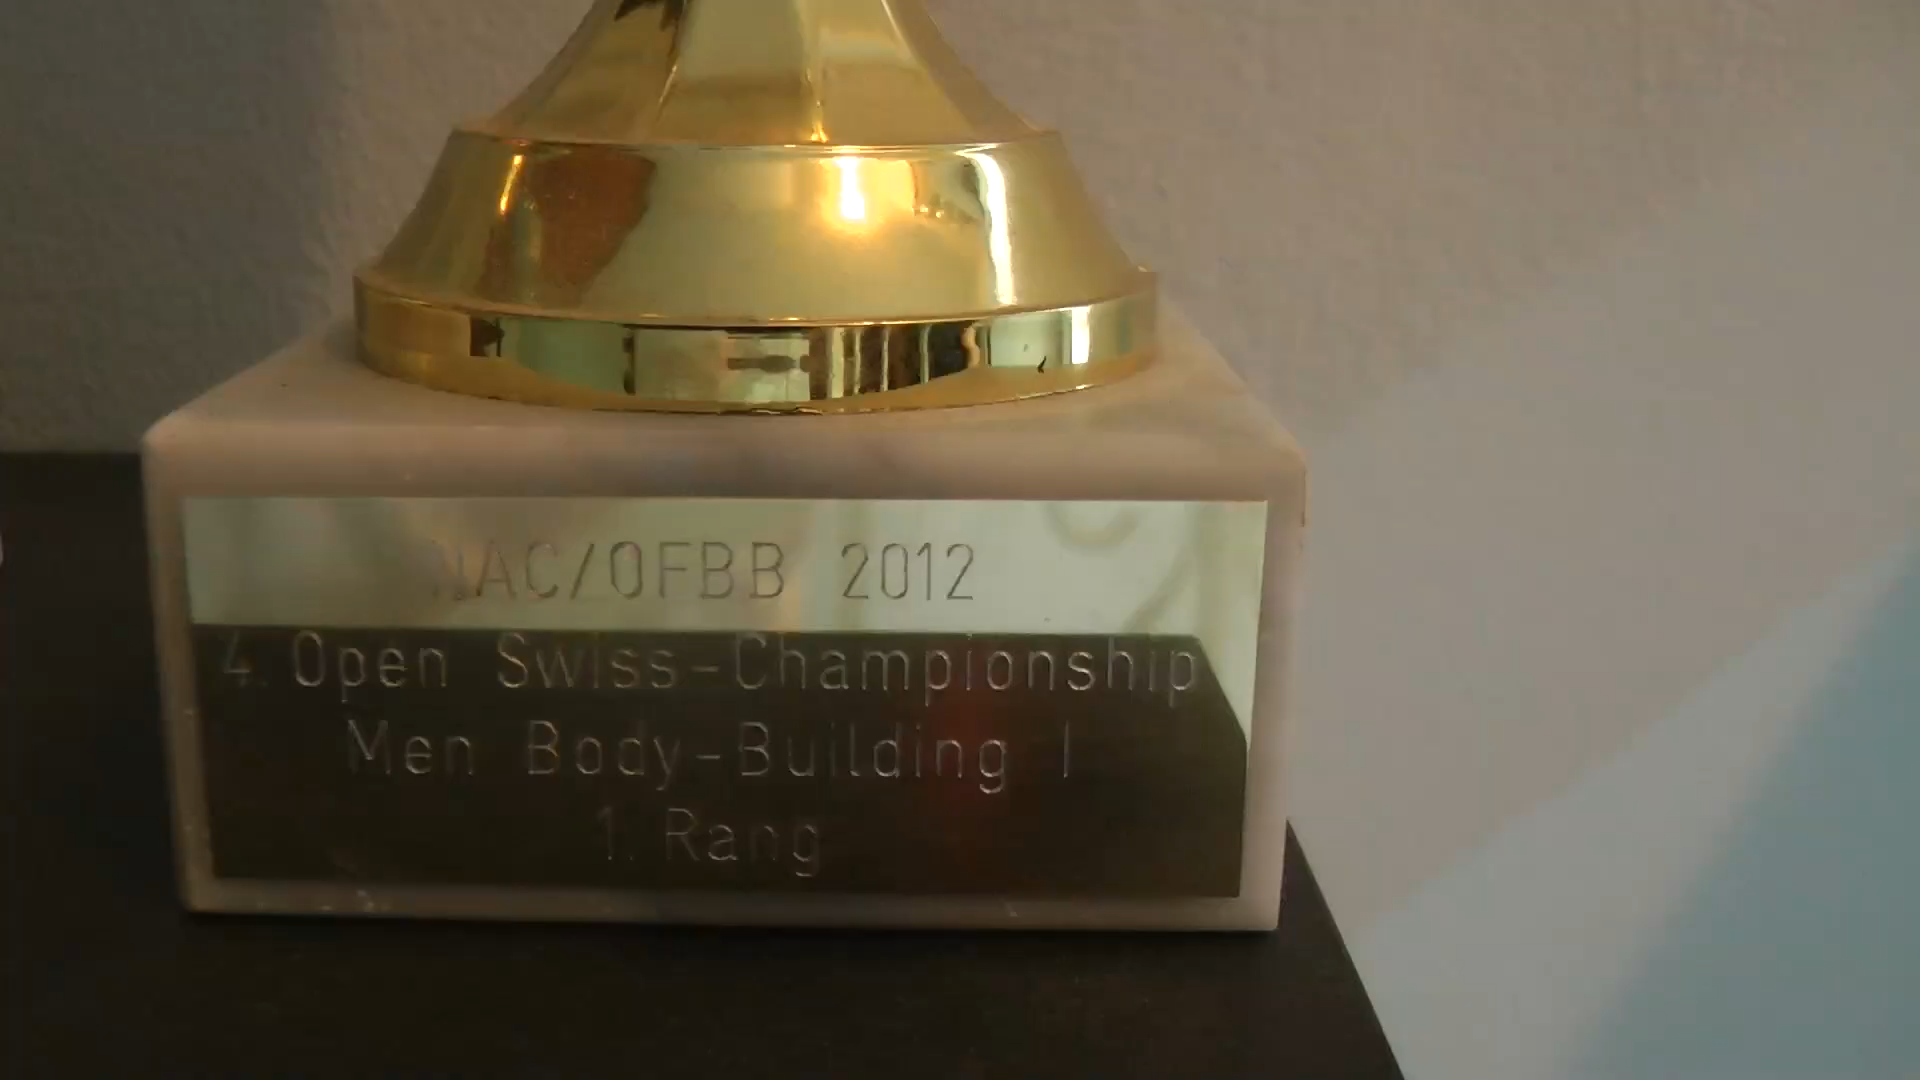 NAC/OFBB 2012
4. Open Swiss-Championship
Men Body-Building I
1. Rang